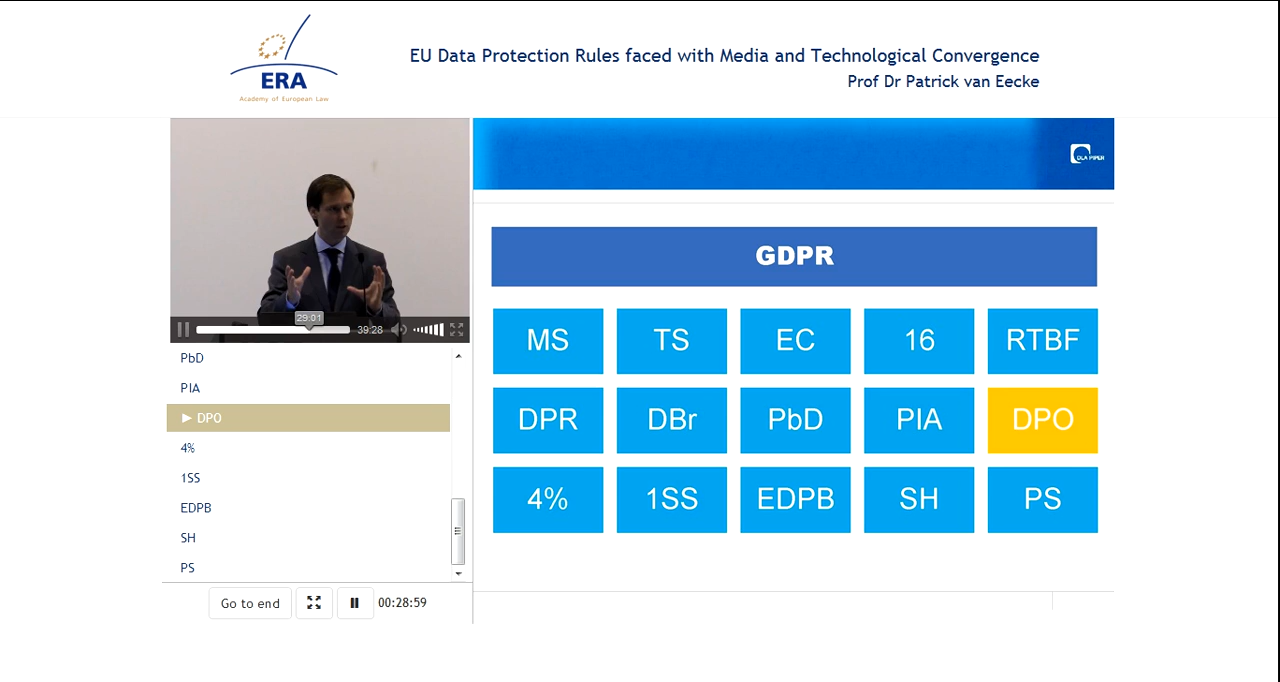 ERA
Academy of European Law
EU Data Protection Rules faced with Media and Technological Convergence
Prof Dr Patrick van Eecke
29:01
39:28
PbD
PIA
► DPO
4%
1SS
EDPB
SH
PS
Go to end
00:28:59
DLA PIPER
GDPR
MS TS EC 16 RTBF
DPR DBr PbD PIA DPO
4% 1SS EDPB SH PS